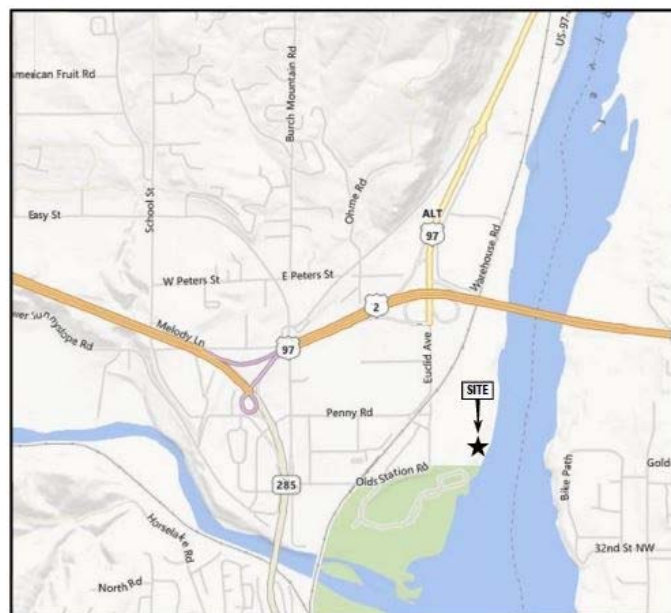 US-97
American Fruit Rd
Burch Mountain Rd
School St
Ohme Rd
ALT
97
Warehouse Rd
Easy St
W Peters St
E Peters St
2
Melody Ln
97
Euclid Ave
SITE
Penny Rd
Olds Station Rd
285
Bike Path
Gold
Horselake Rd
32nd St NW
North Rd